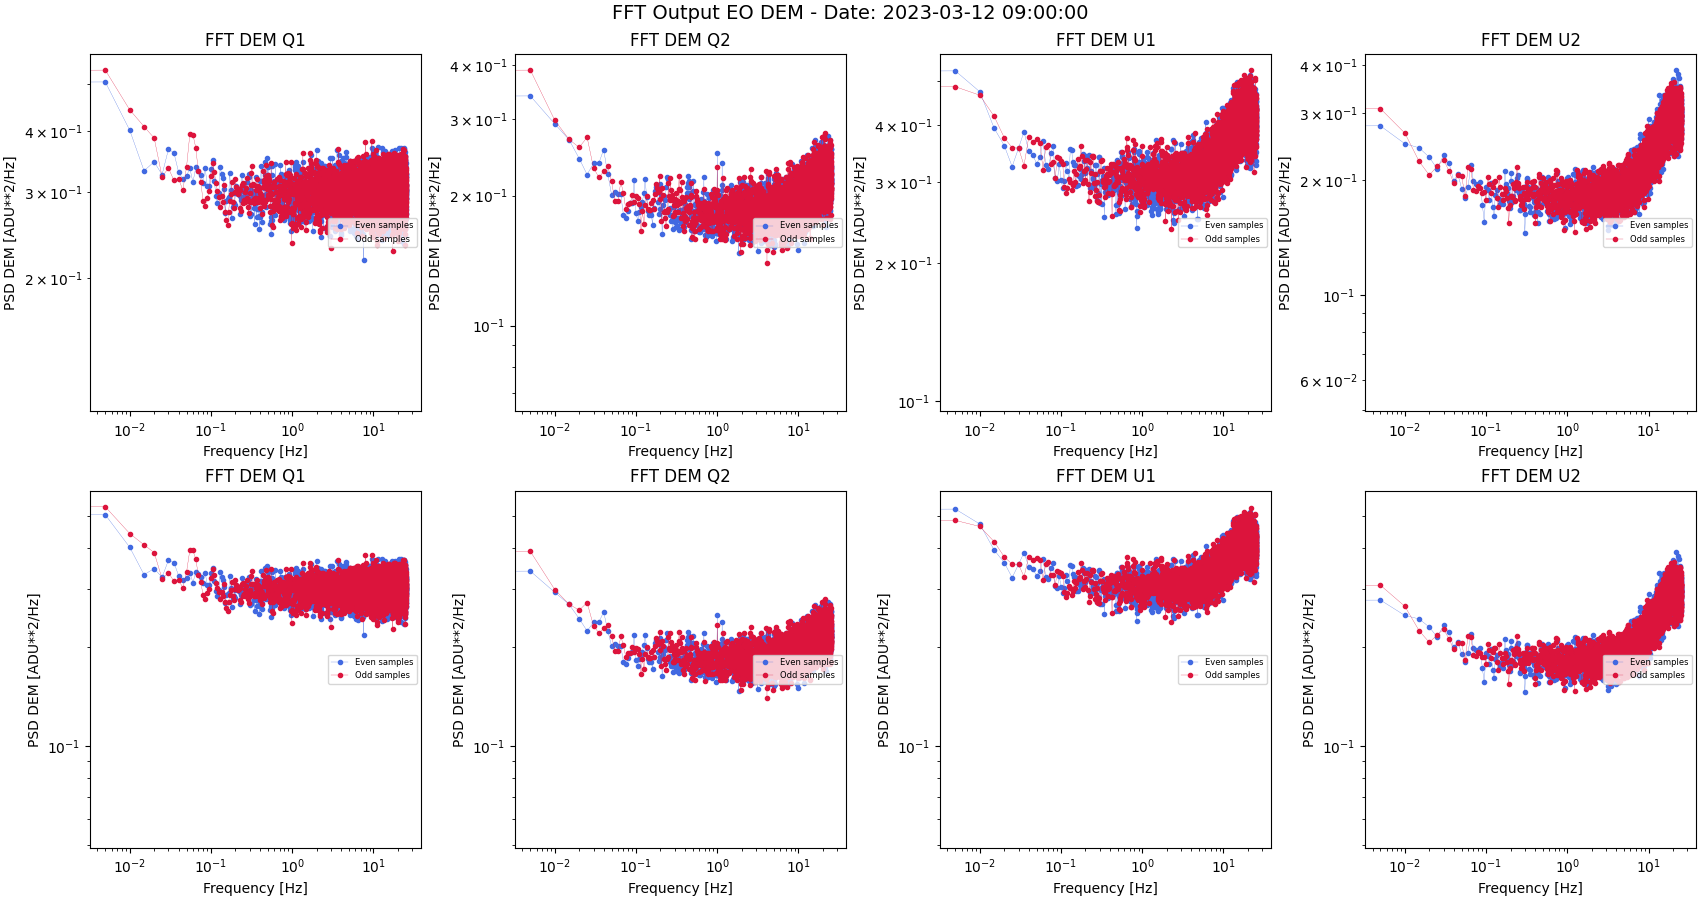 FFT Output EO DEM - Date: 2023-03-12 09:00:00
FFT DEM Q1
PSD DEM [ADU**2/Hz]
4 × 10⁻¹
3 × 10⁻¹
2 × 10⁻¹
Even samples
Odd samples
10⁻² 10⁻¹ 10⁰ 10¹
Frequency [Hz]
FFT DEM Q2
PSD DEM [ADU**2/Hz]
4 × 10⁻¹
3 × 10⁻¹
2 × 10⁻¹
10⁻¹
Even samples
Odd samples
10⁻² 10⁻¹ 10⁰ 10¹
Frequency [Hz]
FFT DEM U1
PSD DEM [ADU**2/Hz]
4 × 10⁻¹
3 × 10⁻¹
2 × 10⁻¹
10⁻¹
Even samples
Odd samples
10⁻² 10⁻¹ 10⁰ 10¹
Frequency [Hz]
FFT DEM U2
PSD DEM [ADU**2/Hz]
4 × 10⁻¹
3 × 10⁻¹
2 × 10⁻¹
10⁻¹
6 × 10⁻²
Even samples
Odd samples
10⁻² 10⁻¹ 10⁰ 10¹
Frequency [Hz]
FFT DEM Q1
PSD DEM [ADU**2/Hz]
10⁻¹
Even samples
Odd samples
10⁻² 10⁻¹ 10⁰ 10¹
Frequency [Hz]
FFT DEM Q2
PSD DEM [ADU**2/Hz]
10⁻¹
Even samples
Odd samples
10⁻² 10⁻¹ 10⁰ 10¹
Frequency [Hz]
FFT DEM U1
PSD DEM [ADU**2/Hz]
10⁻¹
Even samples
Odd samples
10⁻² 10⁻¹ 10⁰ 10¹
Frequency [Hz]
FFT DEM U2
PSD DEM [ADU**2/Hz]
10⁻¹
Even samples
Odd samples
10⁻² 10⁻¹ 10⁰ 10¹
Frequency [Hz]